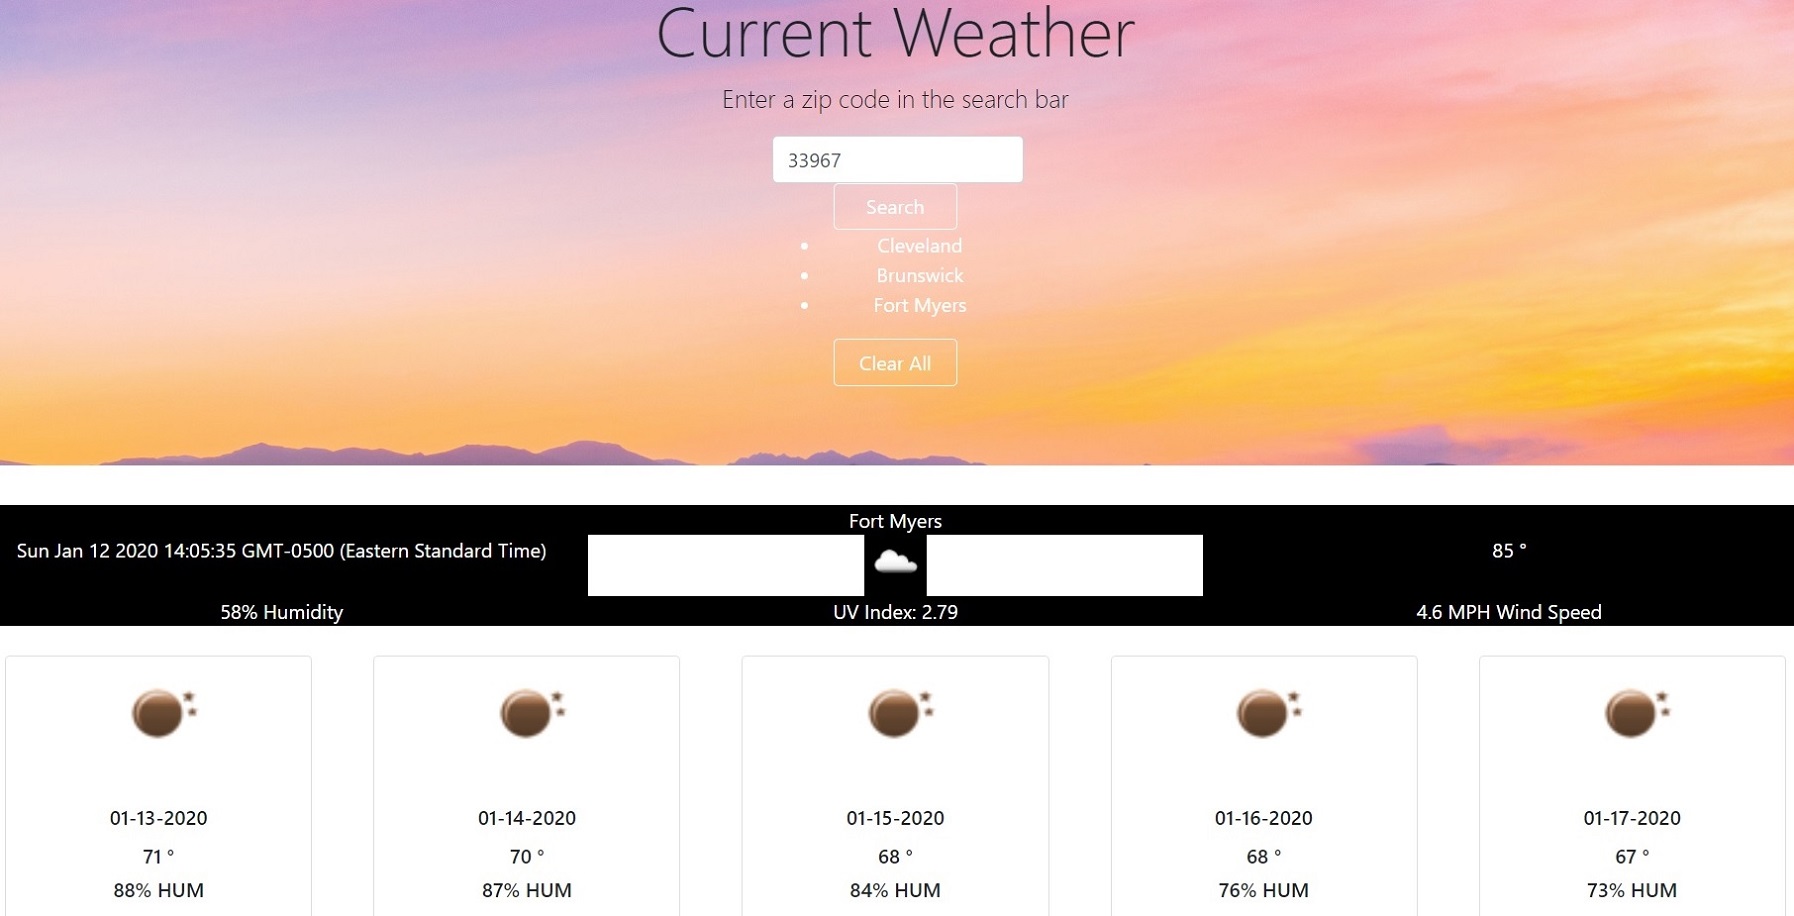 Current Weather
Enter a zip code in the search bar
33967
Search
Cleveland
Brunswick
Fort Myers
Clear All
Fort Myers
Sun Jan 12 2020 14:05:35 GMT-0500 (Eastern Standard Time)
85 °
58% Humidity
UV Index: 2.79
4.6 MPH Wind Speed
01-13-2020
71 °
88% HUM
01-14-2020
70 °
87% HUM
01-15-2020
68 °
84% HUM
01-16-2020
68 °
76% HUM
01-17-2020
67 °
73% HUM